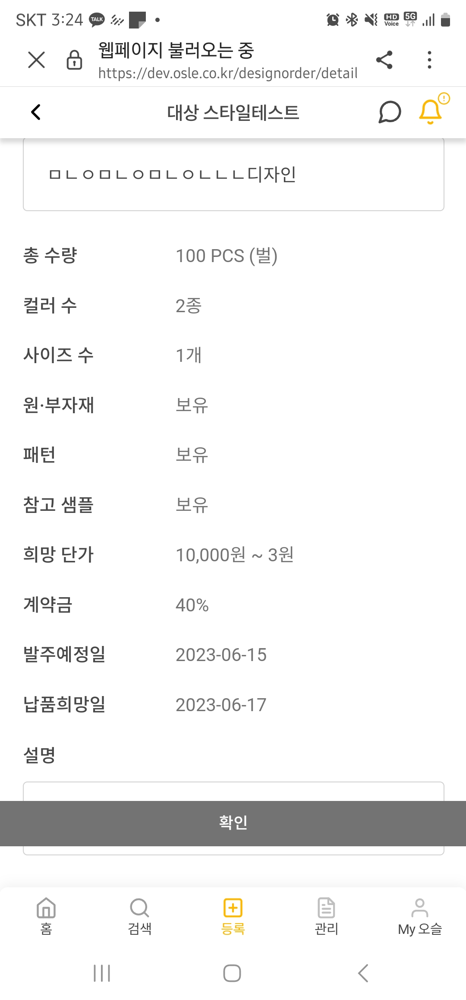 SKT 3:24 TALK HD Voice 5G
웹페이지 불러오는 중
https://dev.osle.co.kr/designorder/detail
대상 스타일테스트
ㅁㄴㅇㅁㄴㅇㅁㄴㅇㄴㄴㄴ디자인
총 수량 100 PCS (벌)
컬러 수 2종
사이즈 수 1개
원·부자재 보유
패턴 보유
참고 샘플 보유
희망 단가 10,000원 ~ 3원
계약금 40%
발주예정일 2023-06-15
납품희망일 2023-06-17
설명
확인
홈 검색 등록 관리 My 오슬